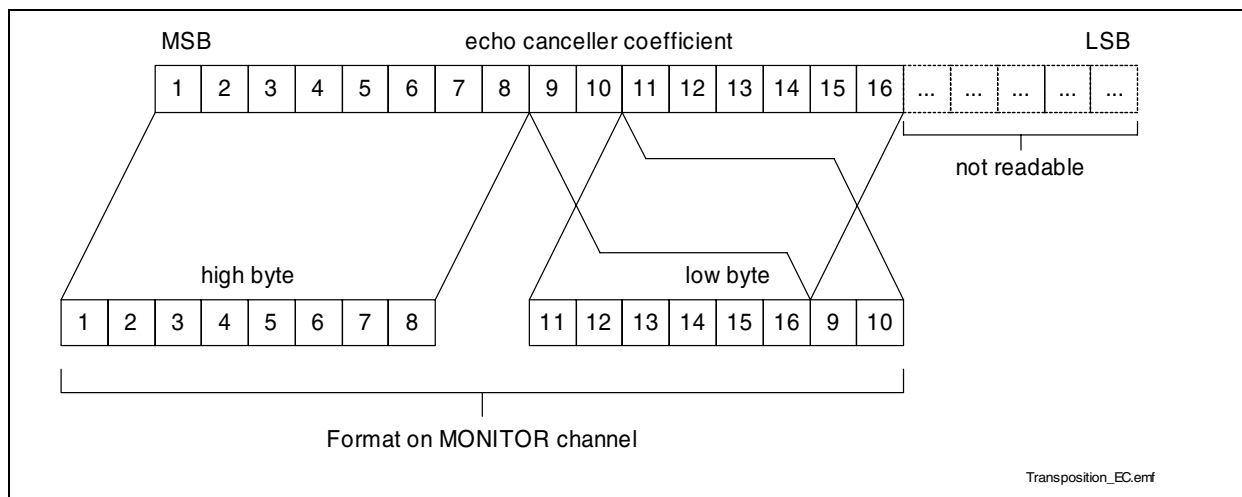 MSB echo canceller coefficient LSB
1 2 3 4 5 6 7 8 9 10 11 12 13 14 15 16 ... ... ... ... ...
not readable
high byte low byte
1 2 3 4 5 6 7 8 11 12 13 14 15 16 9 10
Format on MONITOR channel
Transposition_EC.emf